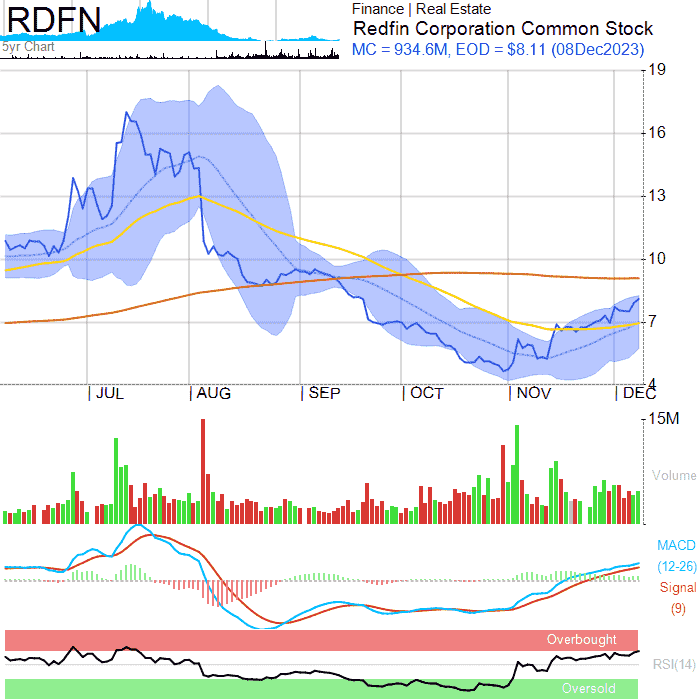 RDFN
5yr Chart
Finance | Real Estate
Redfin Corporation Common Stock
MC = 934.6M, EOD = $8.11 (08Dec2023)
19
16
13
10
7
4
JUL
AUG
SEP
OCT
NOV
DEC
15M
Volume
MACD
(12-26)
Signal
(9)
Overbought
RSI(14)
Oversold